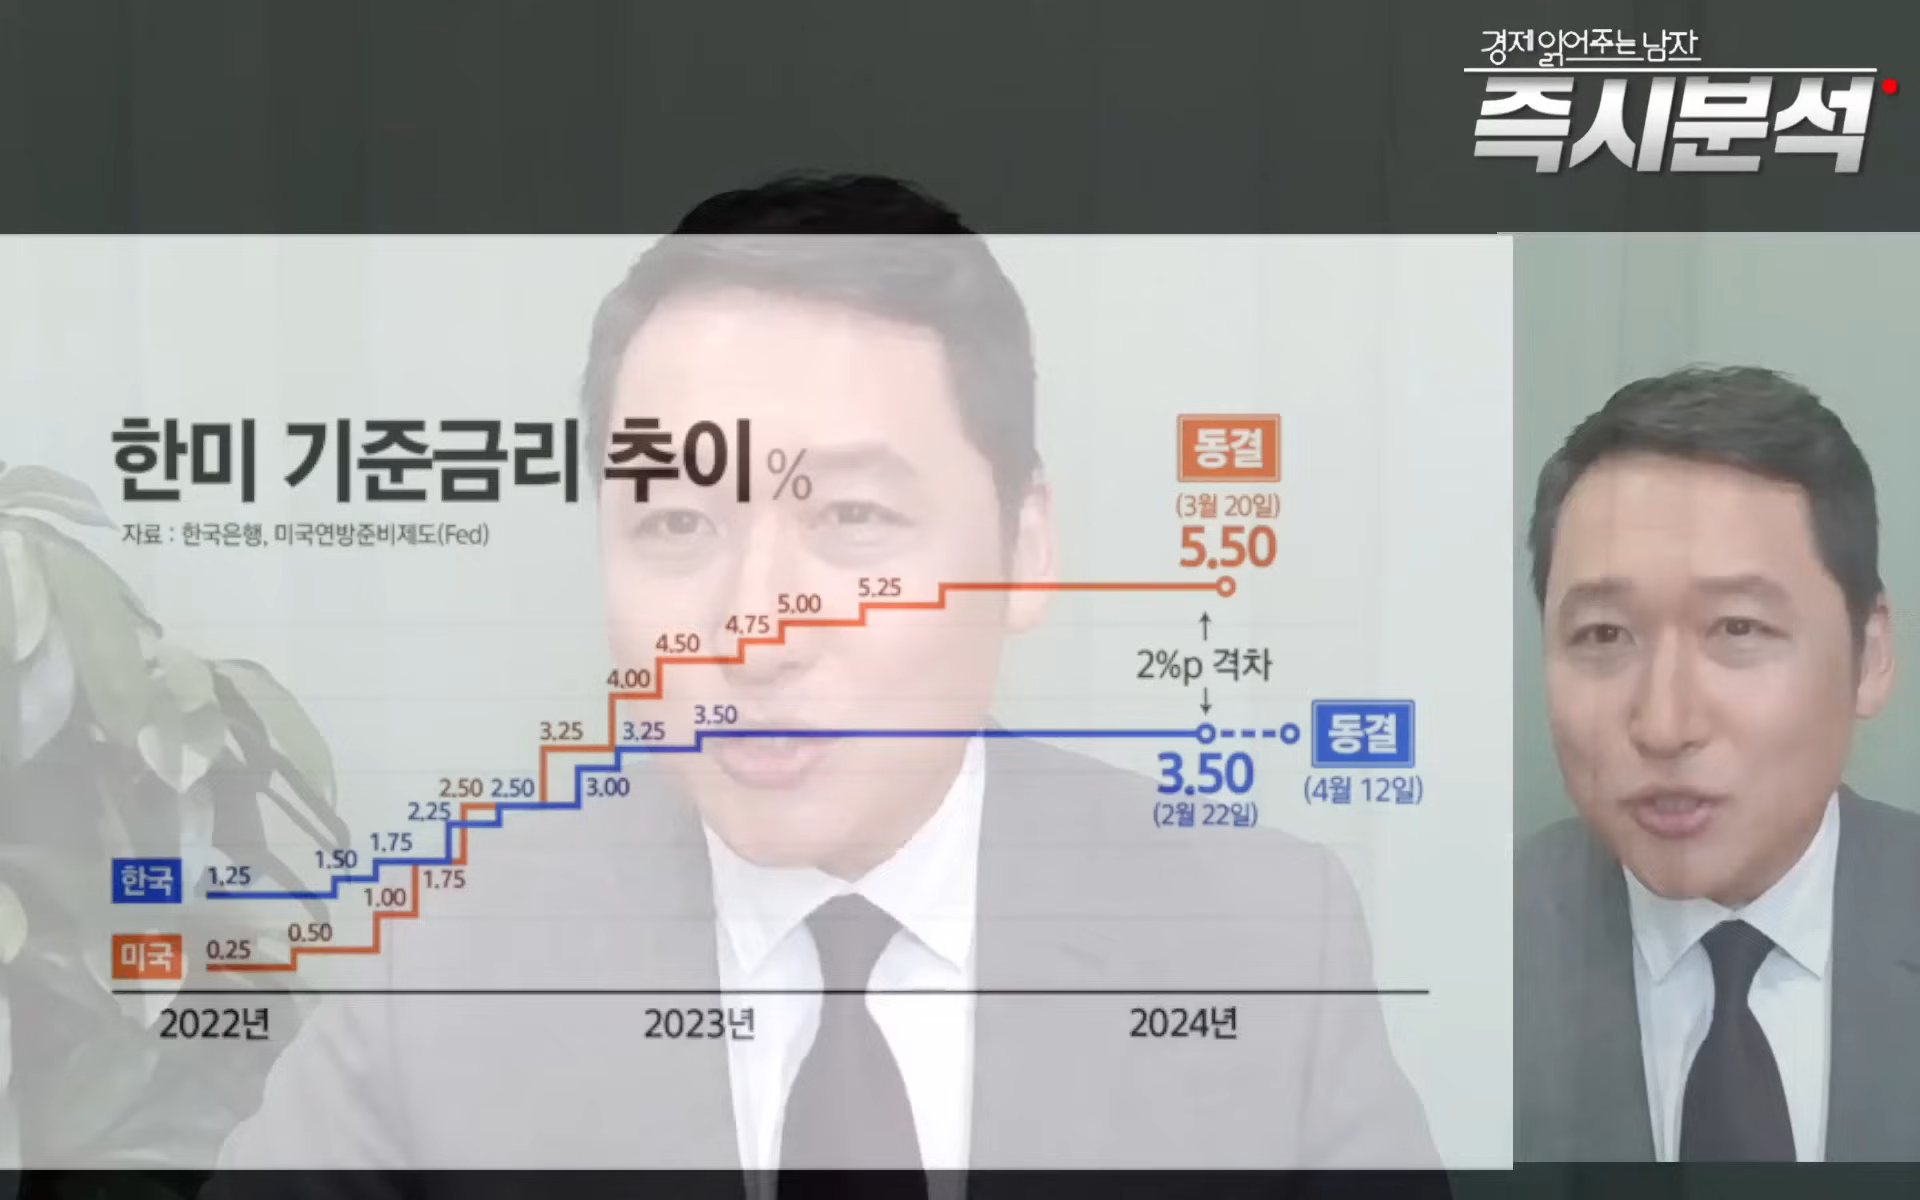 경제 읽어주는 남자
즉시분석
한미 기준금리 추이 %
자료 : 한국은행, 미국연방준비제도(Fed)
동결
(3월 20일)
5.50
5.25
5.00
4.75
4.50
4.00
2%p 격차
3.25
3.25
3.50
동결
3.50
(4월 12일)
(2월 22일)
2.50 2.50
3.00
2.25
1.75
1.50
한국
1.25
1.75
1.00
0.50
미국
0.25
2022년
2023년
2024년